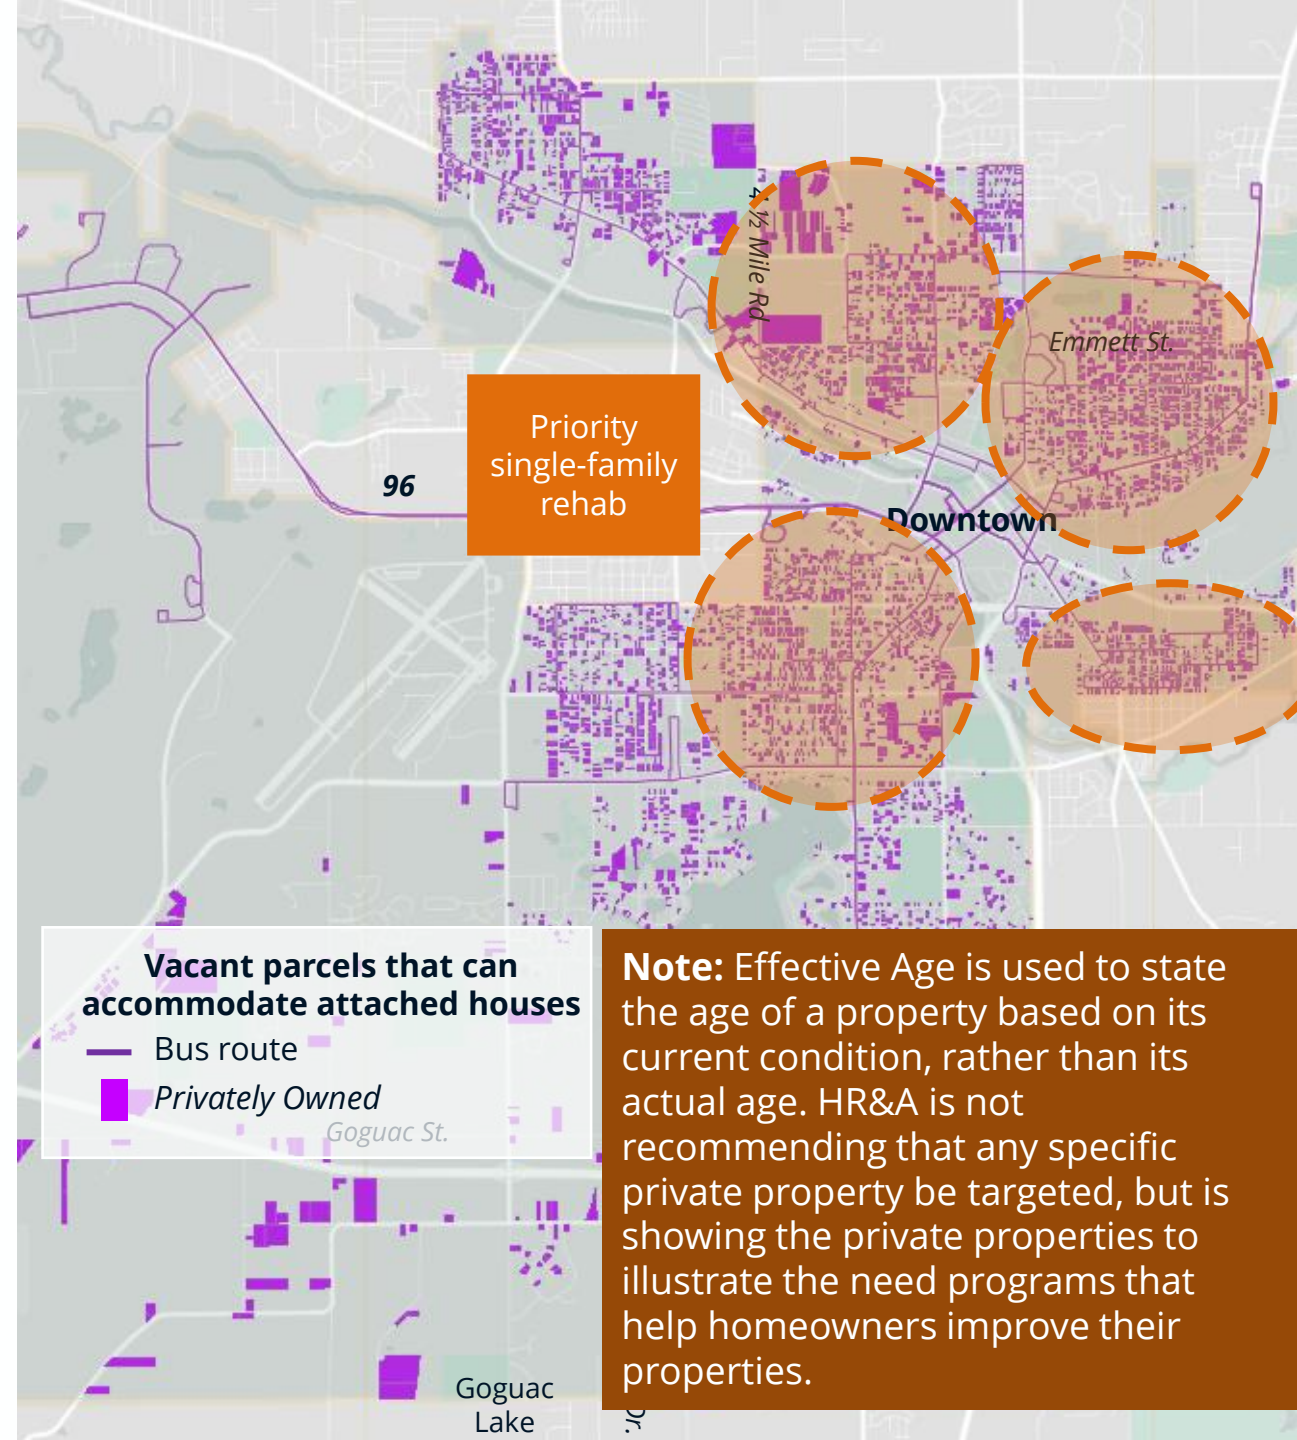 4 ½ Mile Rd
Emmett St.
Priority
single-family
rehab
96
Downtown
Vacant parcels that can
accommodate attached houses
Bus route
Privately Owned
Goguac St.
Note: Effective Age is used to state
the age of a property based on its
current condition, rather than its
actual age. HR&A is not
recommending that any specific
private property be targeted, but is
showing the private properties to
illustrate the need programs that
help homeowners improve their
properties.
Goguac
Lake
Dr.